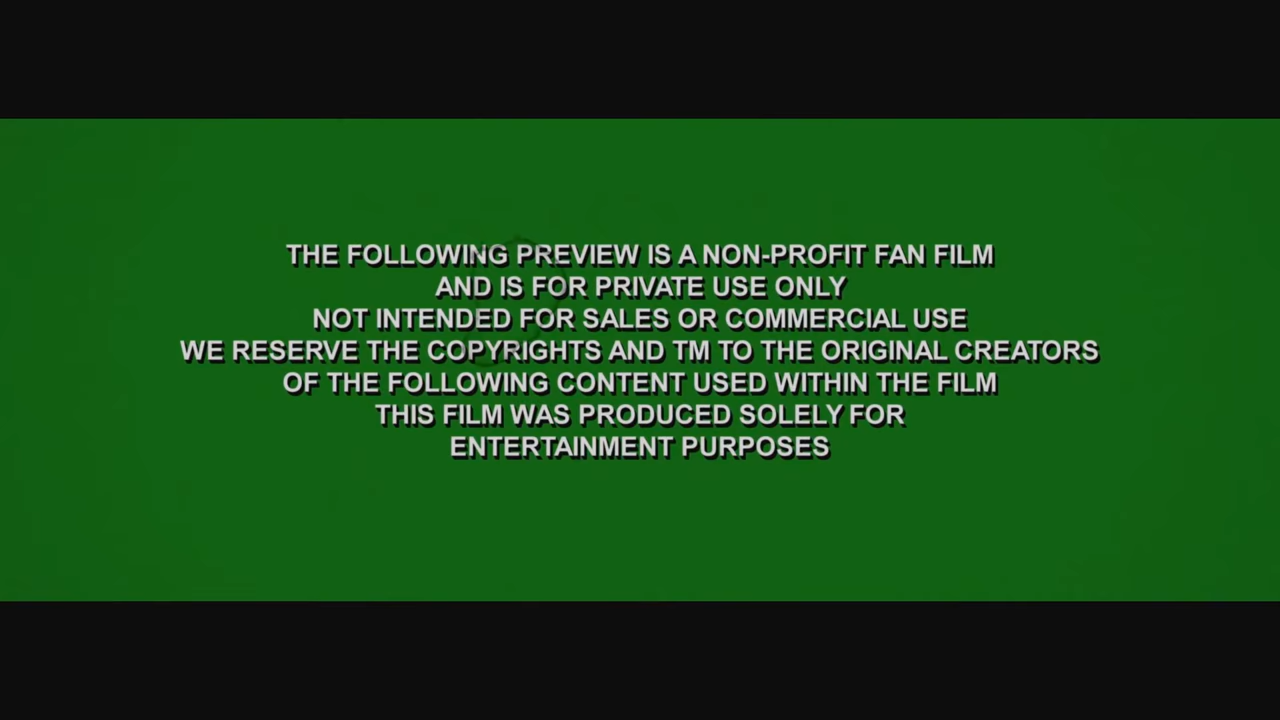 THE FOLLOWING PREVIEW IS A NON-PROFIT FAN FILM
AND IS FOR PRIVATE USE ONLY
NOT INTENDED FOR SALES OR COMMERCIAL USE
WE RESERVE THE COPYRIGHTS AND TM TO THE ORIGINAL CREATORS
OF THE FOLLOWING CONTENT USED WITHIN THE FILM
THIS FILM WAS PRODUCED SOLELY FOR
ENTERTAINMENT PURPOSES